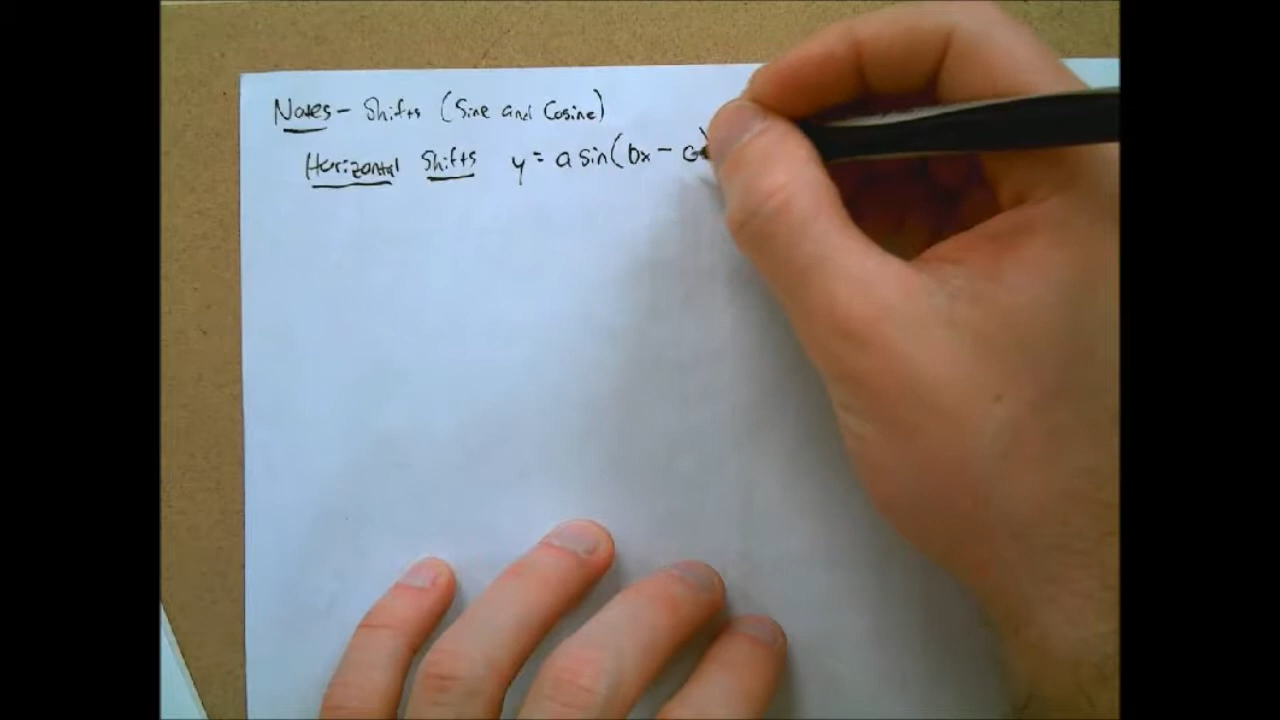 Notes - Shifts (Sine and Cosine)
Horizontal Shifts y = a sin(bx - c)